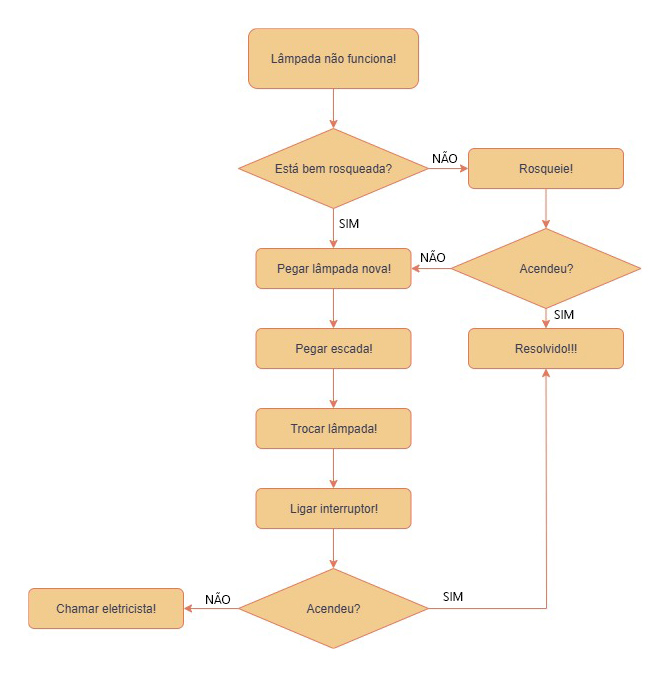 Lâmpada não funciona!
Está bem rosqueada?
NÃO
Rosqueie!
SIM
Pegar lâmpada nova!
NÃO
Acendeu?
SIM
Pegar escada!
Resolvido!!!
Trocar lâmpada!
Ligar interruptor!
Chamar eletricista!
NÃO
Acendeu?
SIM